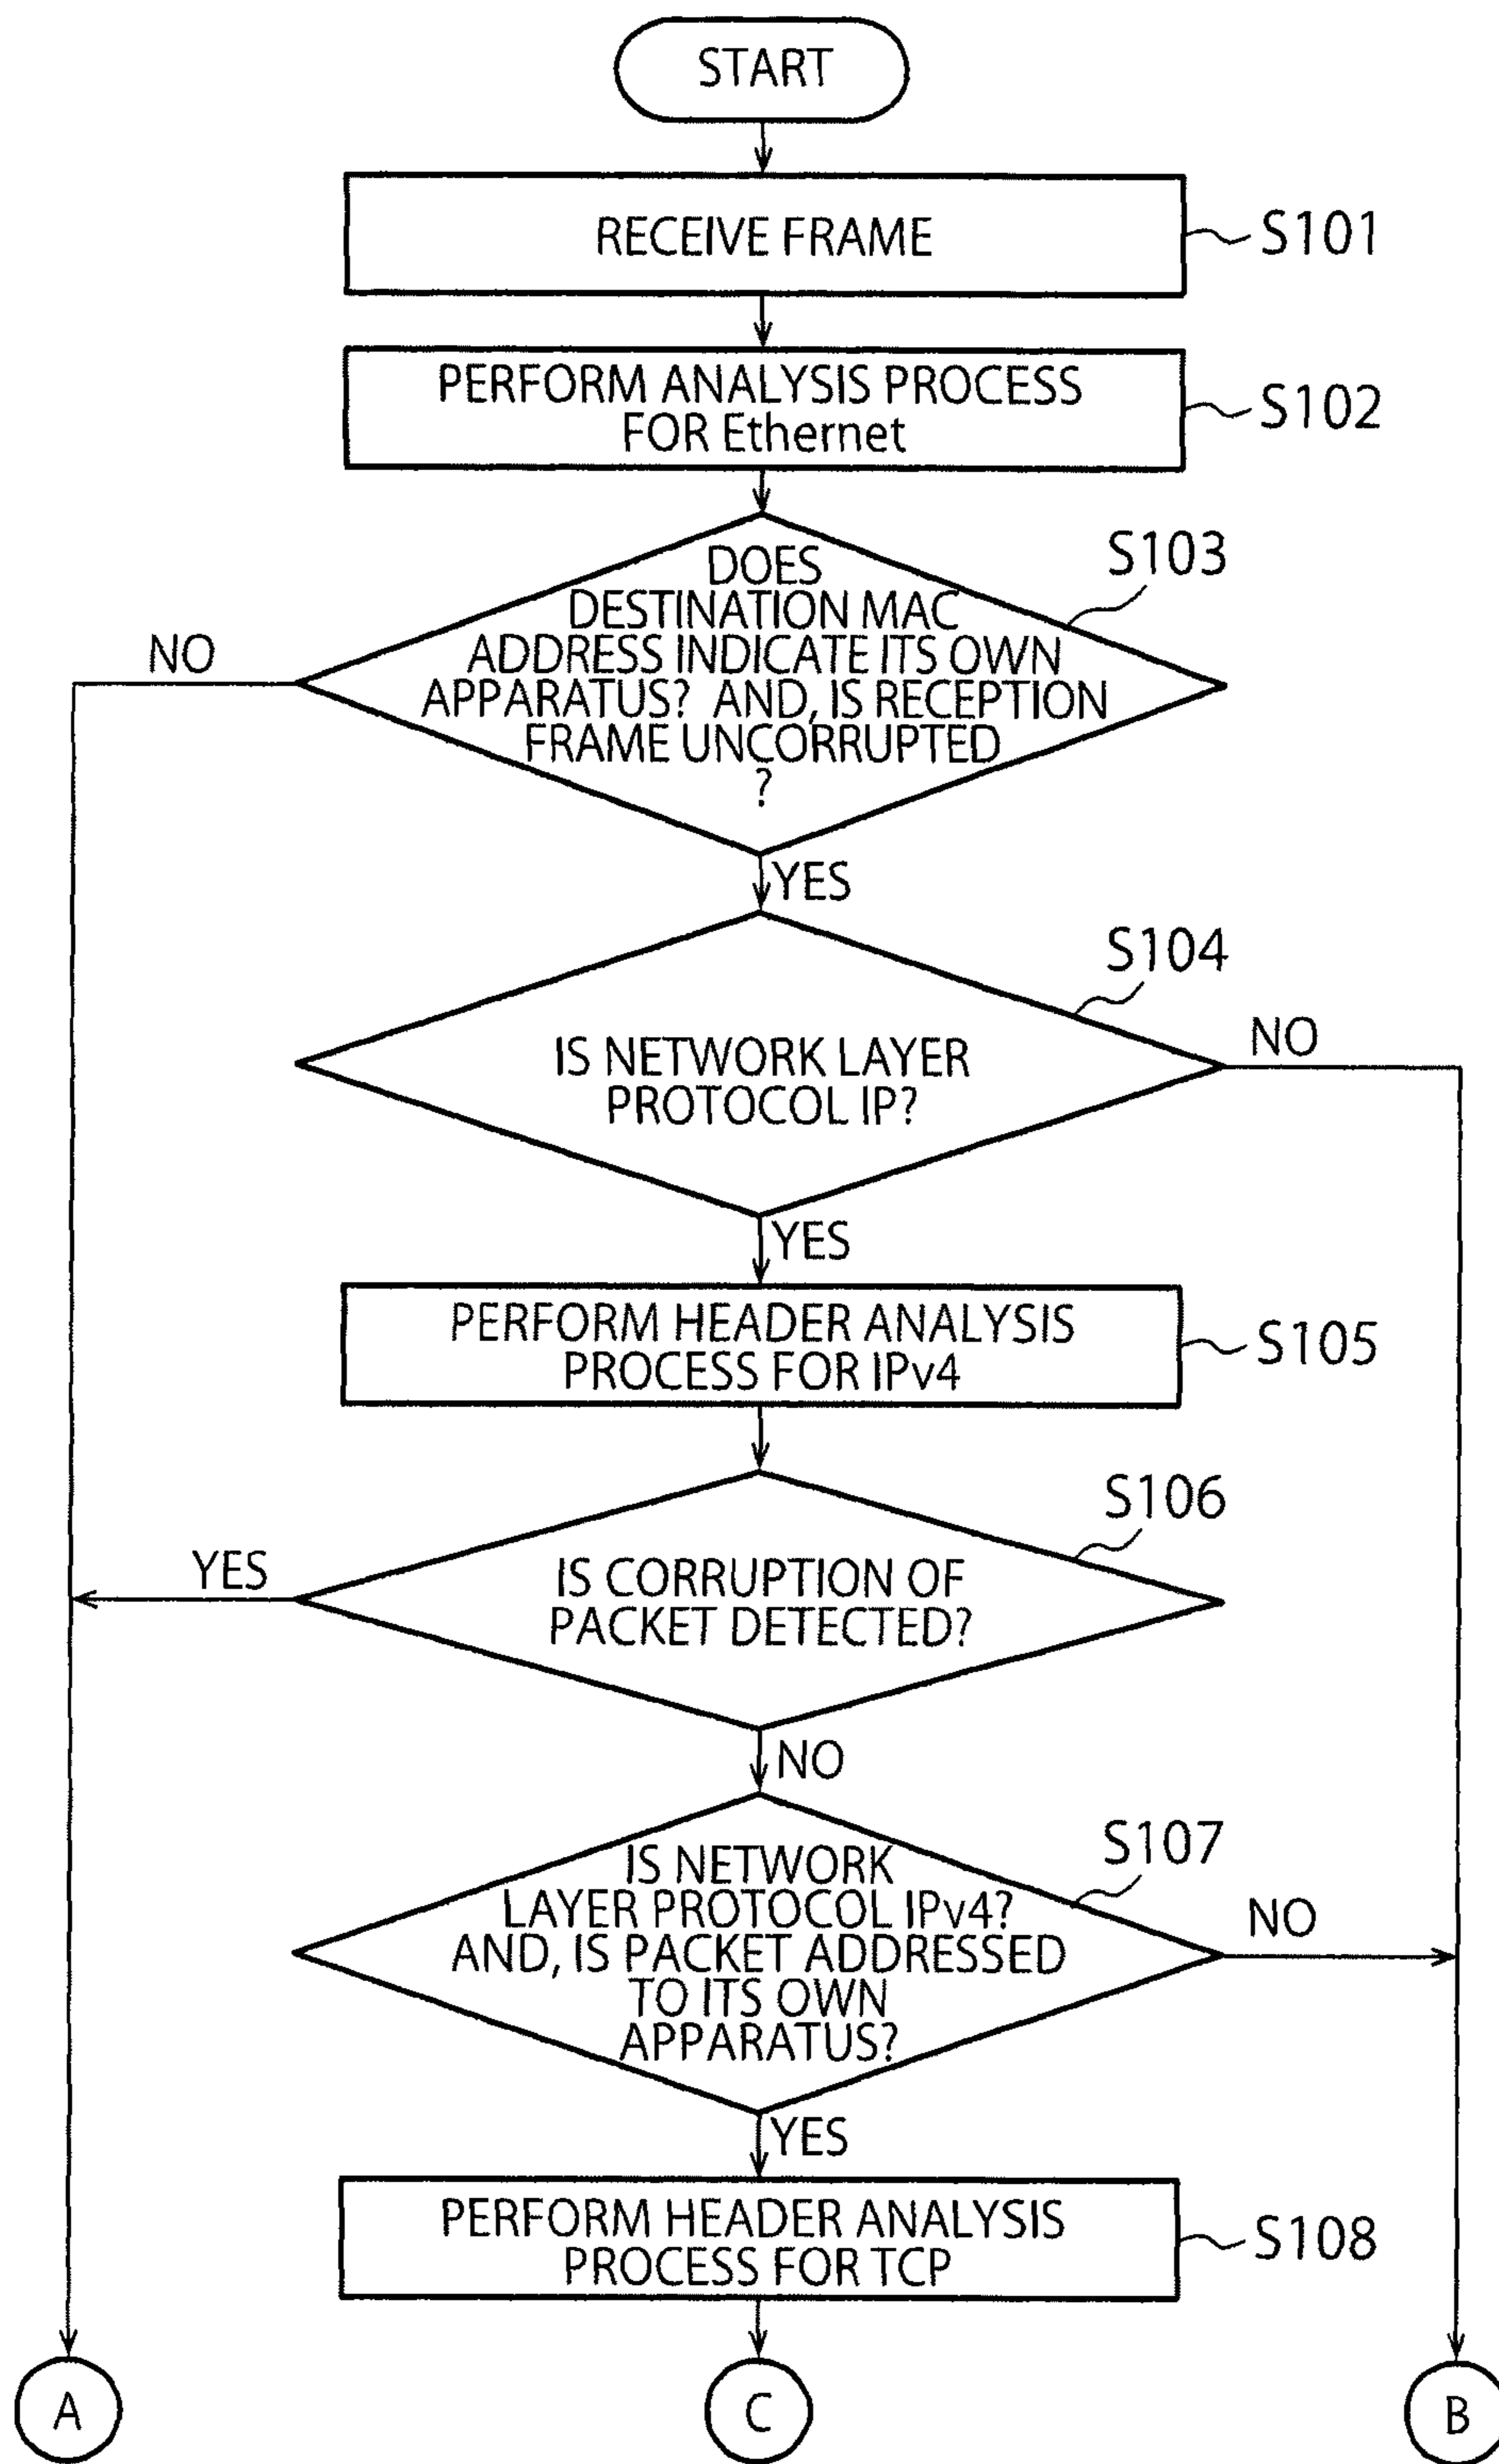 START
RECEIVE FRAME
S101
PERFORM ANALYSIS PROCESS
FOR Ethernet
S102
DOES
DESTINATION MAC
ADDRESS INDICATE ITS OWN
APPARATUS? AND, IS RECEPTION
FRAME UNCORRUPTED
?
S103
NO
YES
IS NETWORK LAYER
PROTOCOL IP?
S104
NO
YES
PERFORM HEADER ANALYSIS
PROCESS FOR IPv4
S105
IS CORRUPTION OF
PACKET DETECTED?
S106
YES
NO
IS NETWORK
LAYER PROTOCOL IPv4?
AND, IS PACKET ADDRESSED
TO ITS OWN
APPARATUS?
S107
NO
YES
PERFORM HEADER ANALYSIS
PROCESS FOR TCP
S108
A
C
B